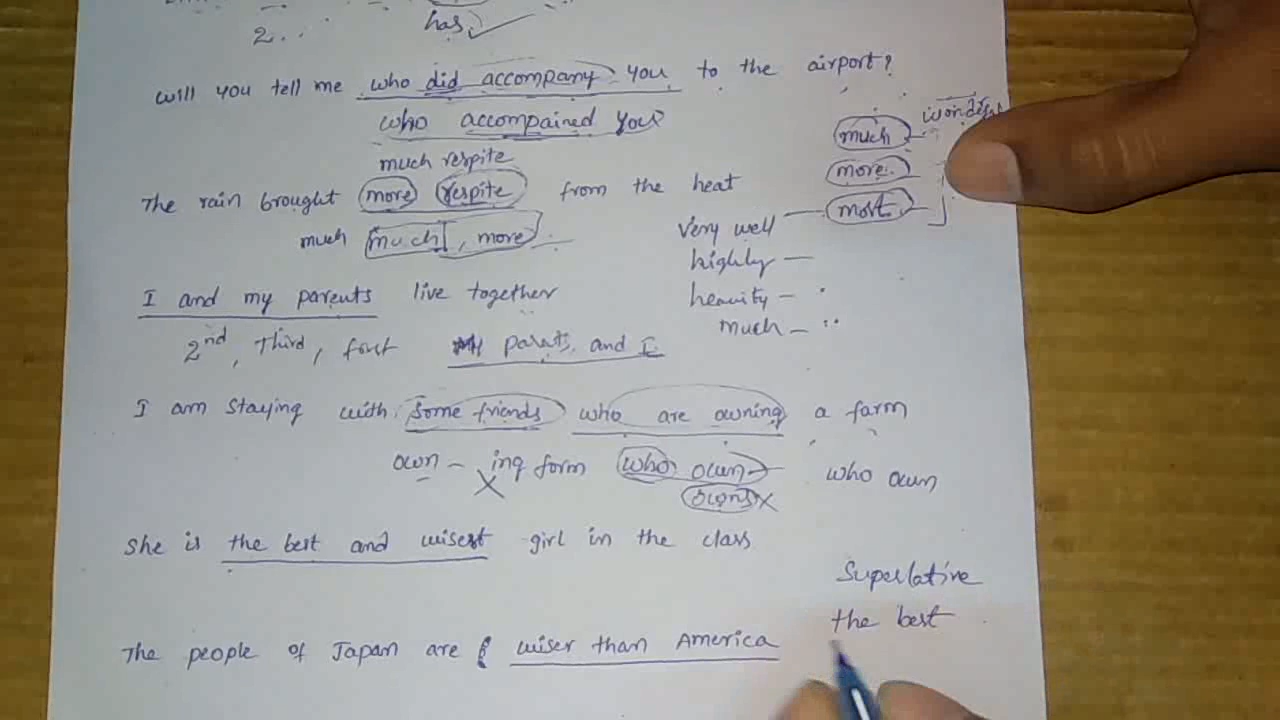 2...
has
will you tell me who did accompany you to the airport?
who accompained you
much respite
The rain brought more respite from the heat
much much, more
much
more
most
very well
highly
heavity
much
I and my parents live together
2nd, Third, first My parats, and I
I am staying with some friends who are owning a farm
own - ing form who own who own
X owns x
she is the best and wisest girl in the class
Superlative
the best
The people of Japan are wiser than America